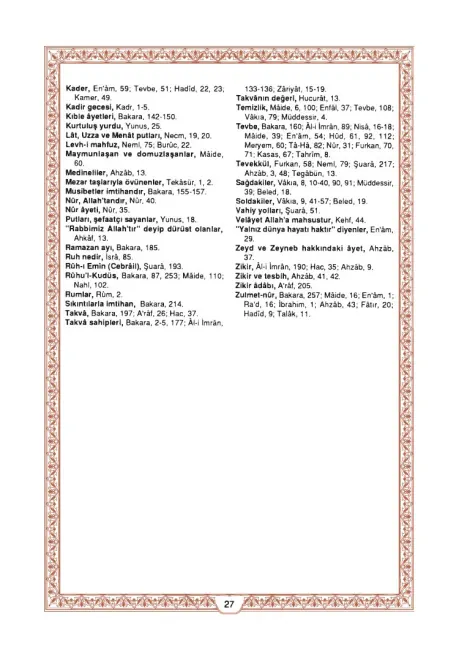 Kader, En'âm, 59; Tevbe, 51; Hadîd, 22, 23;
Kamer, 49.
Kadir gecesi, Kadr, 1-5.
Kıble âyetleri, Bakara, 142-150.
Kurtuluş yurdu, Yunus, 25.
Lât, Uzza ve Menât putları, Necm, 19, 20.
Levh-i mahfuz, Neml, 75; Burûc, 22.
Maymunlaşan ve domuzlaşanlar, Mâide,
60.
Medineliler, Ahzâb, 13.
Mezar taşlarıyla övünenler, Tekâsür, 1, 2.
Musibetler imtihandır, Bakara, 155-157.
Nûr, Allah'tandır, Nûr, 40.
Nûr âyeti, Nûr, 35.
Putları, şefaatçı sayanlar, Yunus, 18.
"Rabbimiz Allah'tır" deyip dürüst olanlar,
Ahkâf, 13.
Ramazan ayı, Bakara, 185.
Ruh nedir, İsrâ, 85.
Rûh-ı Emin (Cebrâil), Şuarâ, 193.
Rûhu'l-Kudüs, Bakara, 87, 253; Mâide, 110;
Nahl, 102.
Rumlar, Rûm, 2.
Sıkıntılarla imtihan, Bakara, 214.
Takvâ, Bakara, 197; A'râf, 26; Hac, 37.
Takvâ sahipleri, Bakara, 2-5, 177; Âl-i İmrân,
133-136; Zâriyât, 15-19.
Takvânın değeri, Hucurât, 13.
Temizlik, Mâide, 6, 100; Enfâl, 37; Tevbe, 108;
Vâkıa, 79; Müddessir, 4.
Tevbe, Bakara, 160; Âl-i İmrân, 89; Nisâ, 16-18;
Mâide, 39; En'âm, 54; Hûd, 61, 92, 112;
Meryem, 60; Tâ-Hâ, 82; Nûr, 31; Furkan, 70,
71; Kasas, 67; Tahrîm, 8.
Tevekkül, Furkan, 58; Neml, 79; Şuarâ, 217;
Ahzâb, 3, 48; Tegâbün, 13.
Sağdakiler, Vâkıa, 8, 10-40, 90, 91; Müddessir,
39; Beled, 18.
Soldakiler, Vâkıa, 9, 41-57; Beled, 19.
Vahiy yolları, Şuarâ, 51.
Velâyet Allah'a mahsustur, Kehf, 44.
"Yalnız dünya hayatı haktır" diyenler, En'âm,
29.
Zeyd ve Zeyneb hakkındaki âyet, Ahzâb,
37.
Zikir, Âl-i İmrân, 190; Hac, 35; Ahzâb, 9.
Zikir ve tesbih, Ahzâb, 41, 42.
Zikir âdâbı, A'râf, 205.
Zulmet-nûr, Bakara, 257; Mâide, 16; En'âm, 1;
Ra'd, 16; İbrahim, 1; Ahzâb, 43; Fâtır, 20;
Hadîd, 9; Talâk, 11.
27